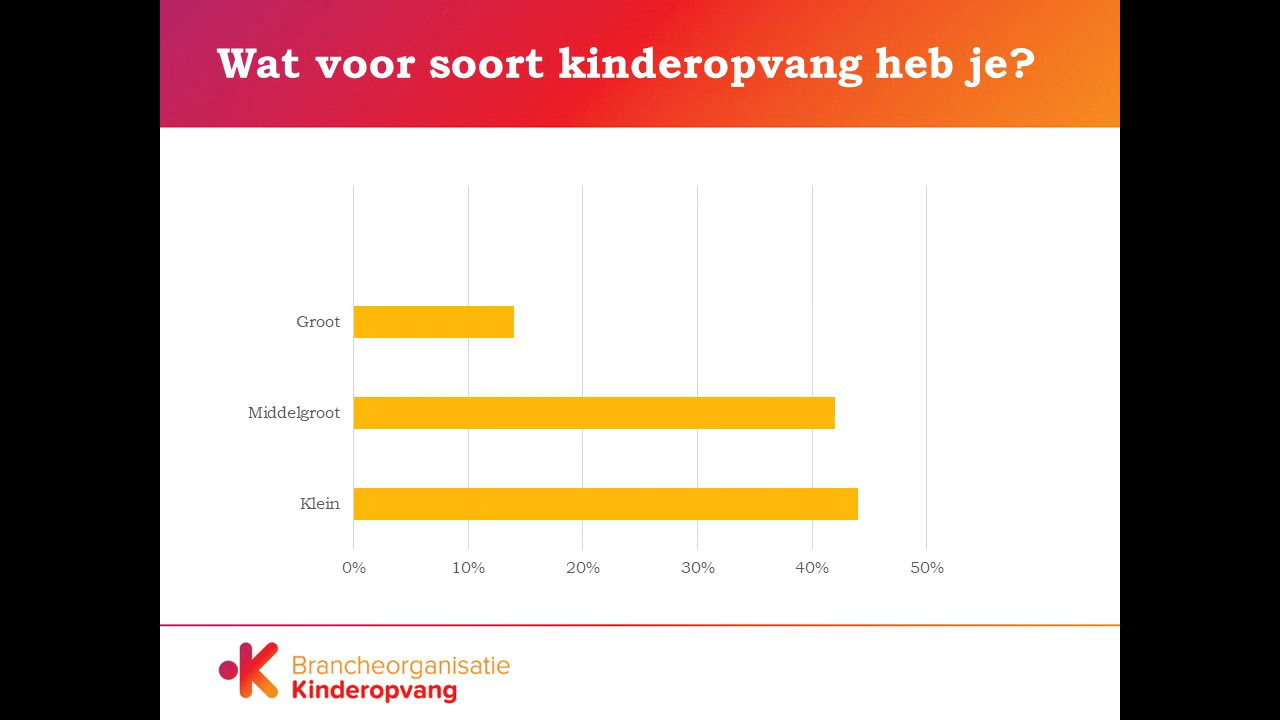 Wat voor soort kinderopvang heb je?
Groot
Middelgroot
Klein
0% 10% 20% 30% 40% 50%
Brancheorganisatie
Kinderopvang